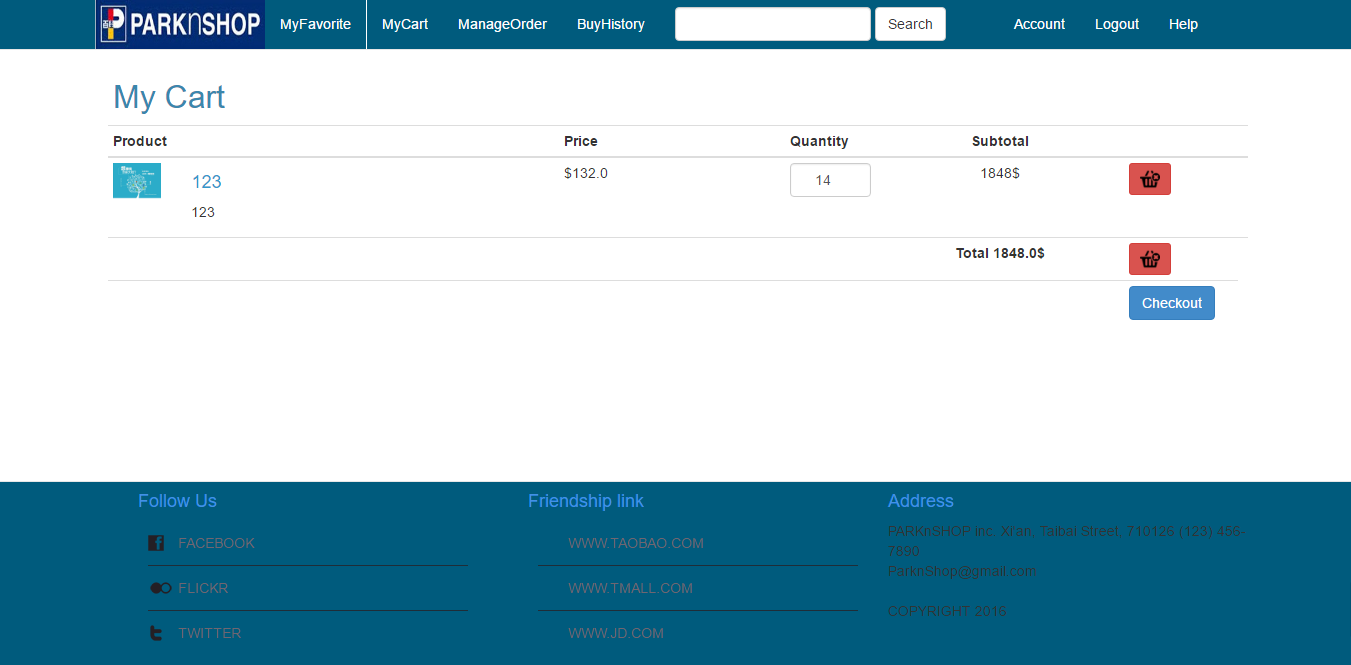 百佳 PARKnSHOP MyFavorite MyCart ManageOrder BuyHistory Search Account Logout Help
My Cart
Product Price Quantity Subtotal
123 $132.0 14 1848$
123
Total 1848.0$
Checkout
Follow Us
FACEBOOK
FLICKR
TWITTER
Friendship link
WWW.TAOBAO.COM
WWW.TMALL.COM
WWW.JD.COM
Address
PARKnSHOP Inc. Xi'an, Taibai Street, 710126 (123) 456-
7890
ParknShop@gmail.com
COPYRIGHT 2016